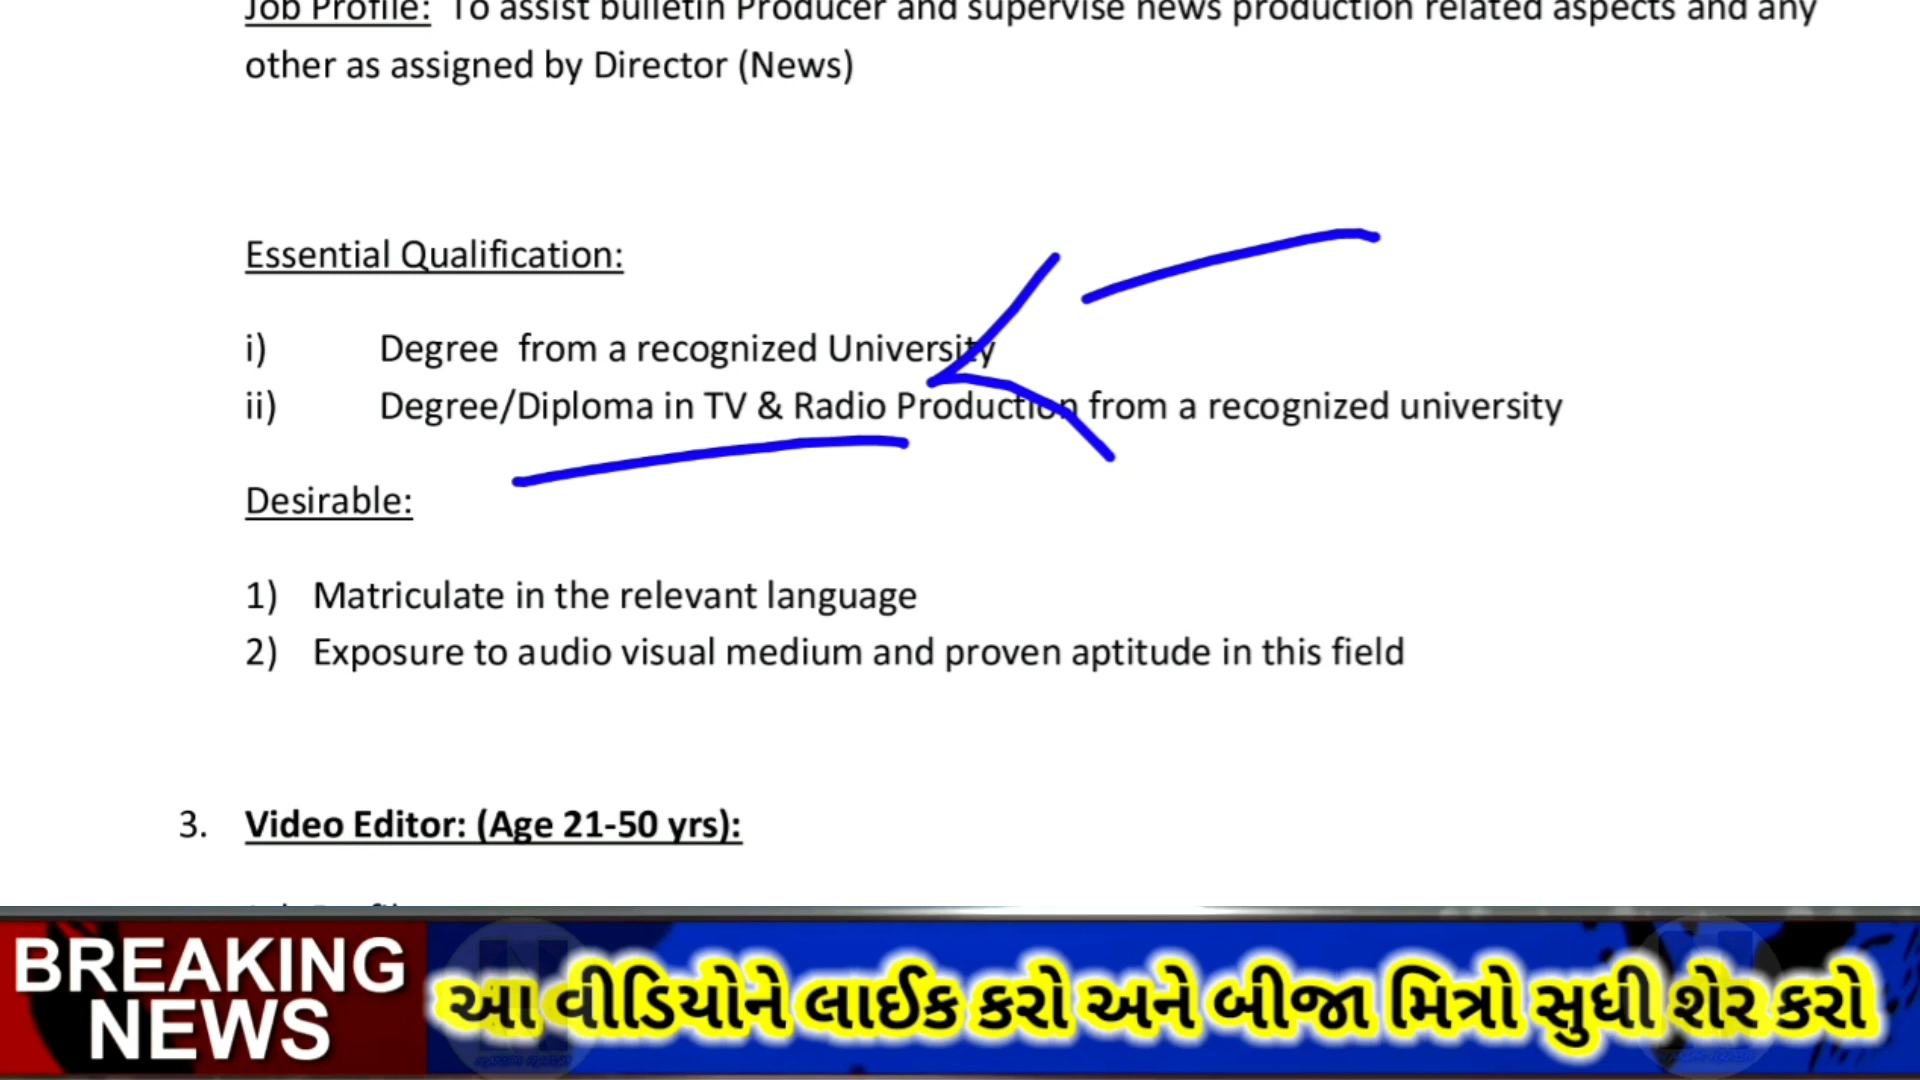 Job Profile: To assist bulletin Producer and supervise news production related aspects and any
other as assigned by Director (News)
Essential Qualification:
i) Degree from a recognized University
ii) Degree/Diploma in TV & Radio Production from a recognized university
Desirable:
1) Matriculate in the relevant language
2) Exposure to audio visual medium and proven aptitude in this field
3. Video Editor: (Age 21-50 yrs):
BREAKING
NEWS
આ વીડિયોને લાઈક કરો અને બીજા મિત્રો સુધી શેર કરો